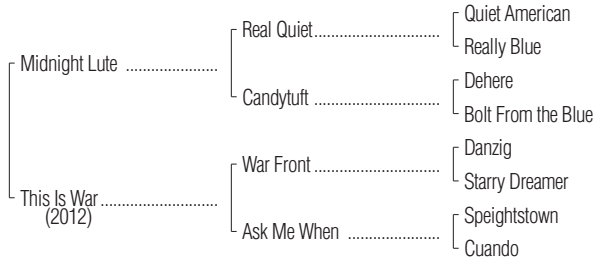 Quiet American
Real Quiet
Really Blue
Midnight Lute
Dehere
Candytuft
Bolt From the Blue
Danzig
War Front
Starry Dreamer
This Is War
(2012)
Speightstown
Ask Me When
Cuando